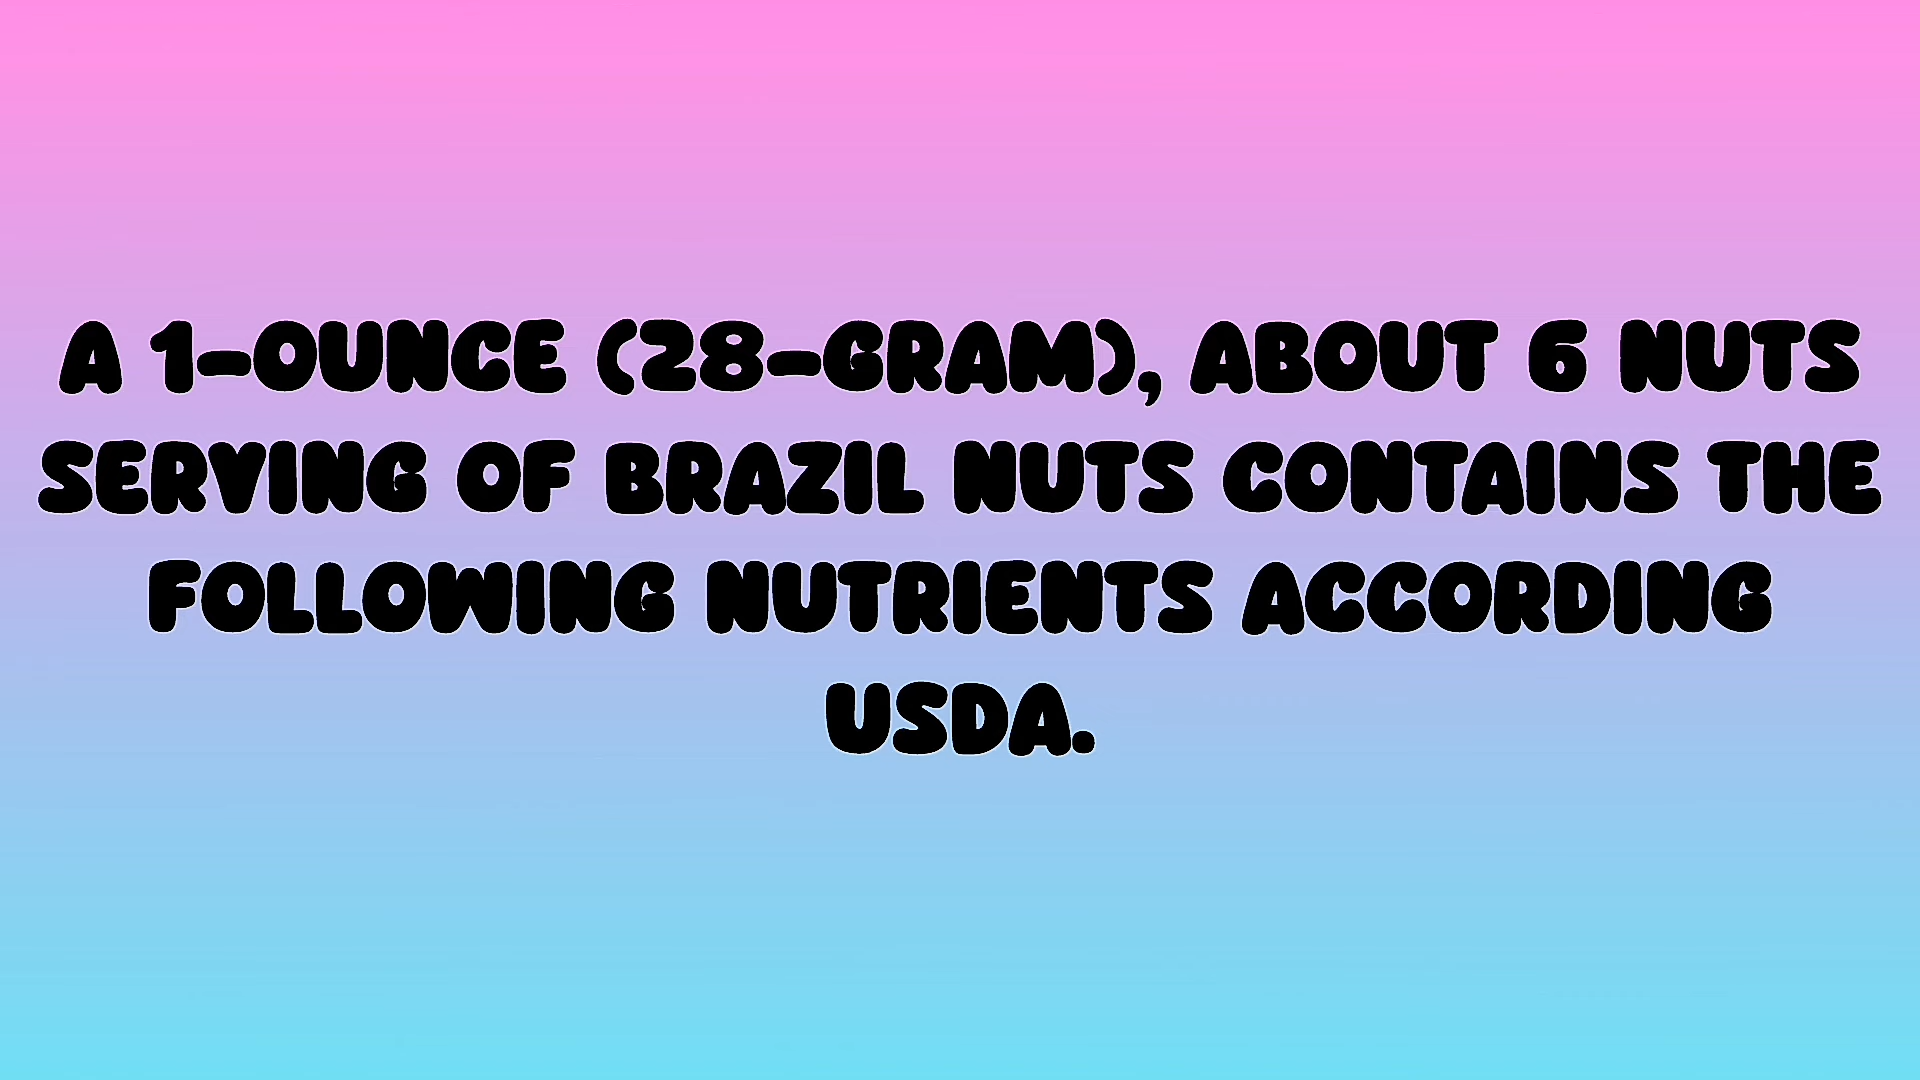 A 1-OUNCE (28-GRAM), ABOUT 6 NUTS
SERVING OF BRAZIL NUTS CONTAINS THE
FOLLOWING NUTRIENTS ACCORDING
USDA.